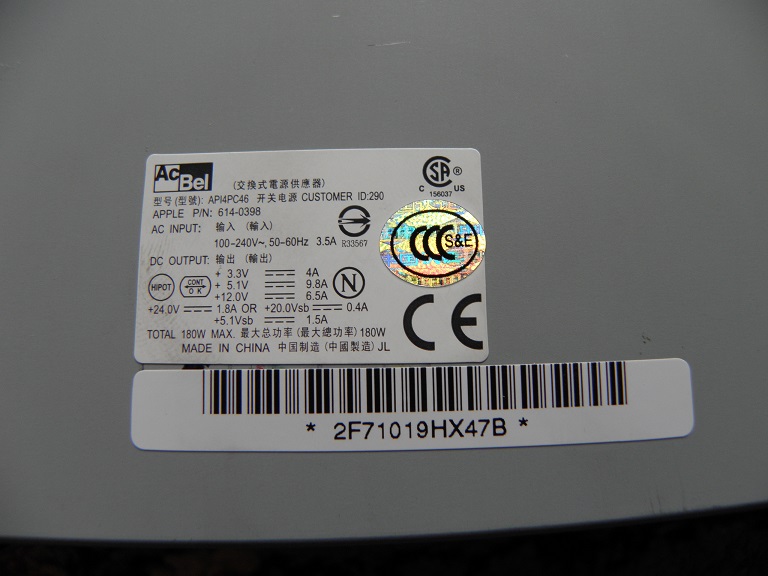 AcBel
(交換式電源供應器)
型号(型號): API4PC46 开关电源 CUSTOMER ID:290
APPLE P/N: 614-0398
AC INPUT: 输入 (輸入)
100-240V~, 50-60Hz 3.5A
R33567
SA ®
C US
156037
CCC S&E
DC OUTPUT: 输出 (輸出)
+ 3.3V 4A
+ 5.1V 9.8A
+12.0V 6.5A
HIPOT
CONT. OK
N
+24.0V 1.8A OR +20.0Vsb 0.4A
+5.1Vsb 1.5A
CE
TOTAL 180W MAX. 最大总功率 (最大總功率) 180W
MADE IN CHINA 中国制造 (中國製造) JL
* 2F71019HX47B *